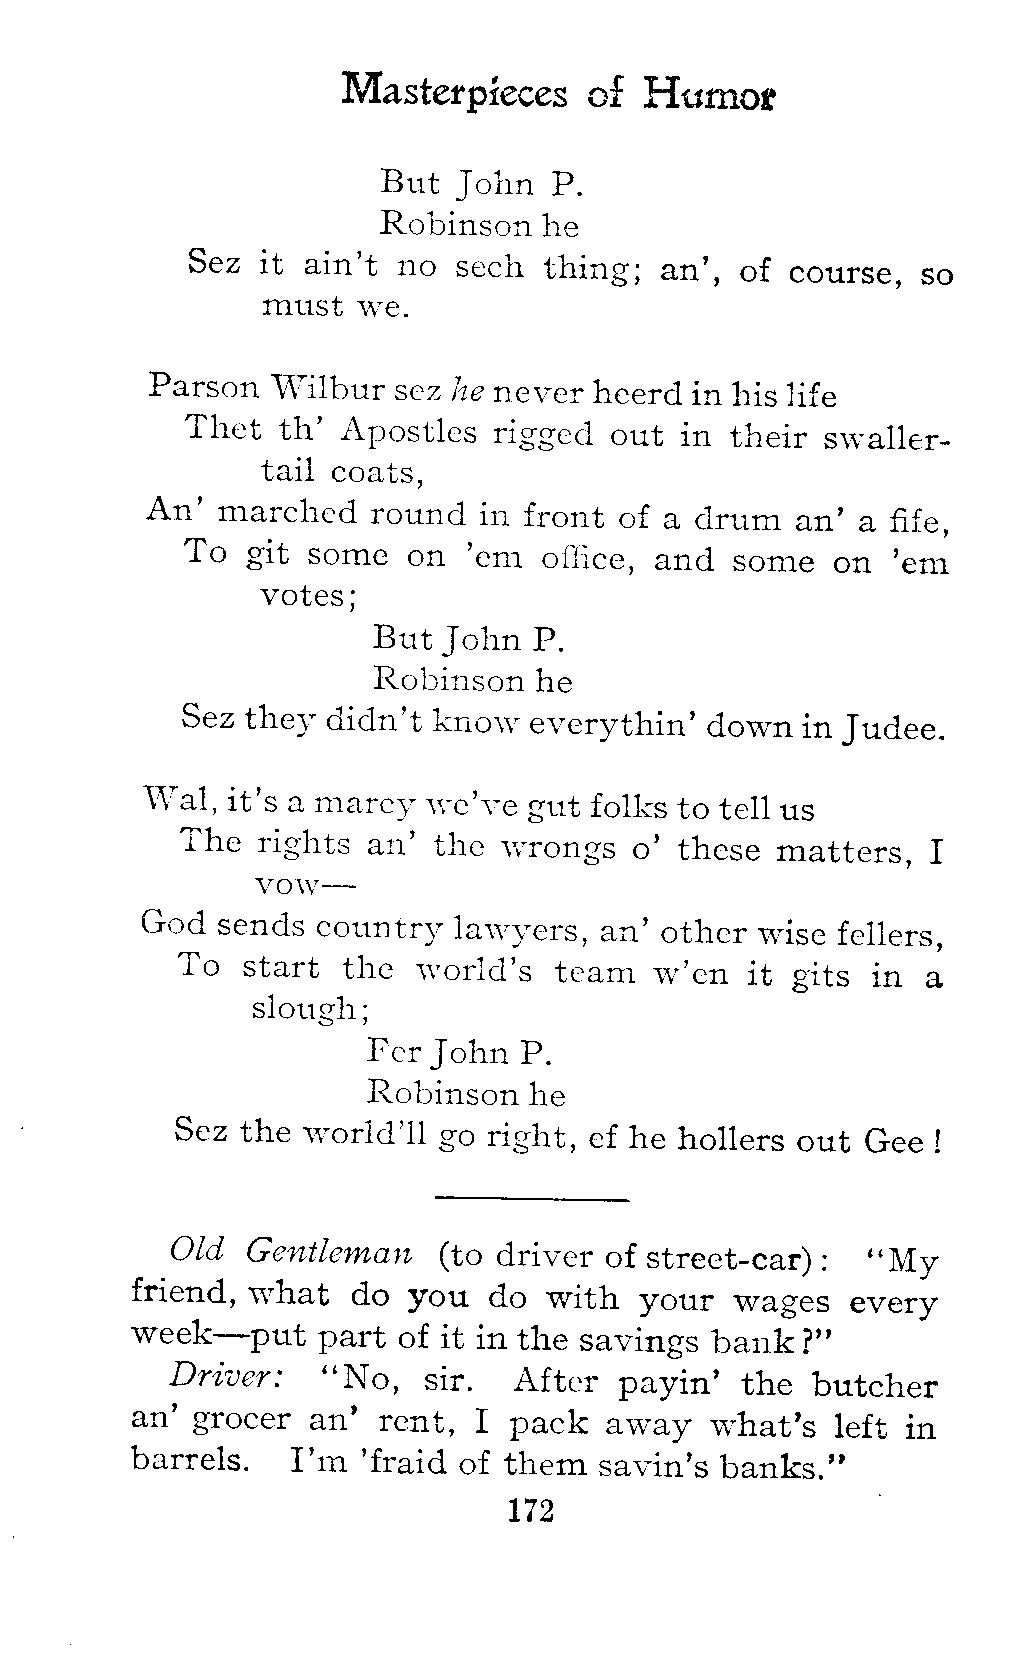 Masterpieces of Humor
But John P.
Robinson he
Sez it ain't no sech thing; an', of course, so
must we.
Parson Wilbur sez he never heerd in his life
Thet th' Apostles rigged out in their swaller-
tail coats,
An' marched round in front of a drum an' a fife,
To git some on 'em office, and some on 'em
votes;
But John P.
Robinson he
Sez they didn't know everythin' down in Judee.
Wal, it's a marcy we've gut folks to tell us
The rights an' the wrongs o' these matters, I
vow—
God sends country lawyers, an' other wise fellers,
To start the world's team w'en it gits in a
slough;
Fer John P.
Robinson he
Sez the world'll go right, ef he hollers out Gee!
Old Gentleman (to driver of street-car): "My
friend, what do you do with your wages every
week—put part of it in the savings bank?"
Driver: "No, sir. After payin' the butcher
an' grocer an' rent, I pack away what's left in
barrels. I'm 'fraid of them savin's banks."
172